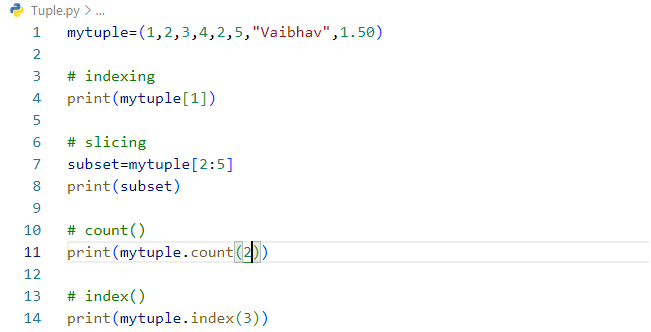 Tuple.py > ...
1 mytuple=(1,2,3,4,2,5,"Vaibhav",1.50)
2
3 # indexing
4 print(mytuple[1])
5
6 # slicing
7 subset=mytuple[2:5]
8 print(subset)
9
10 # count()
11 print(mytuple.count(2))
12
13 # index()
14 print(mytuple.index(3))